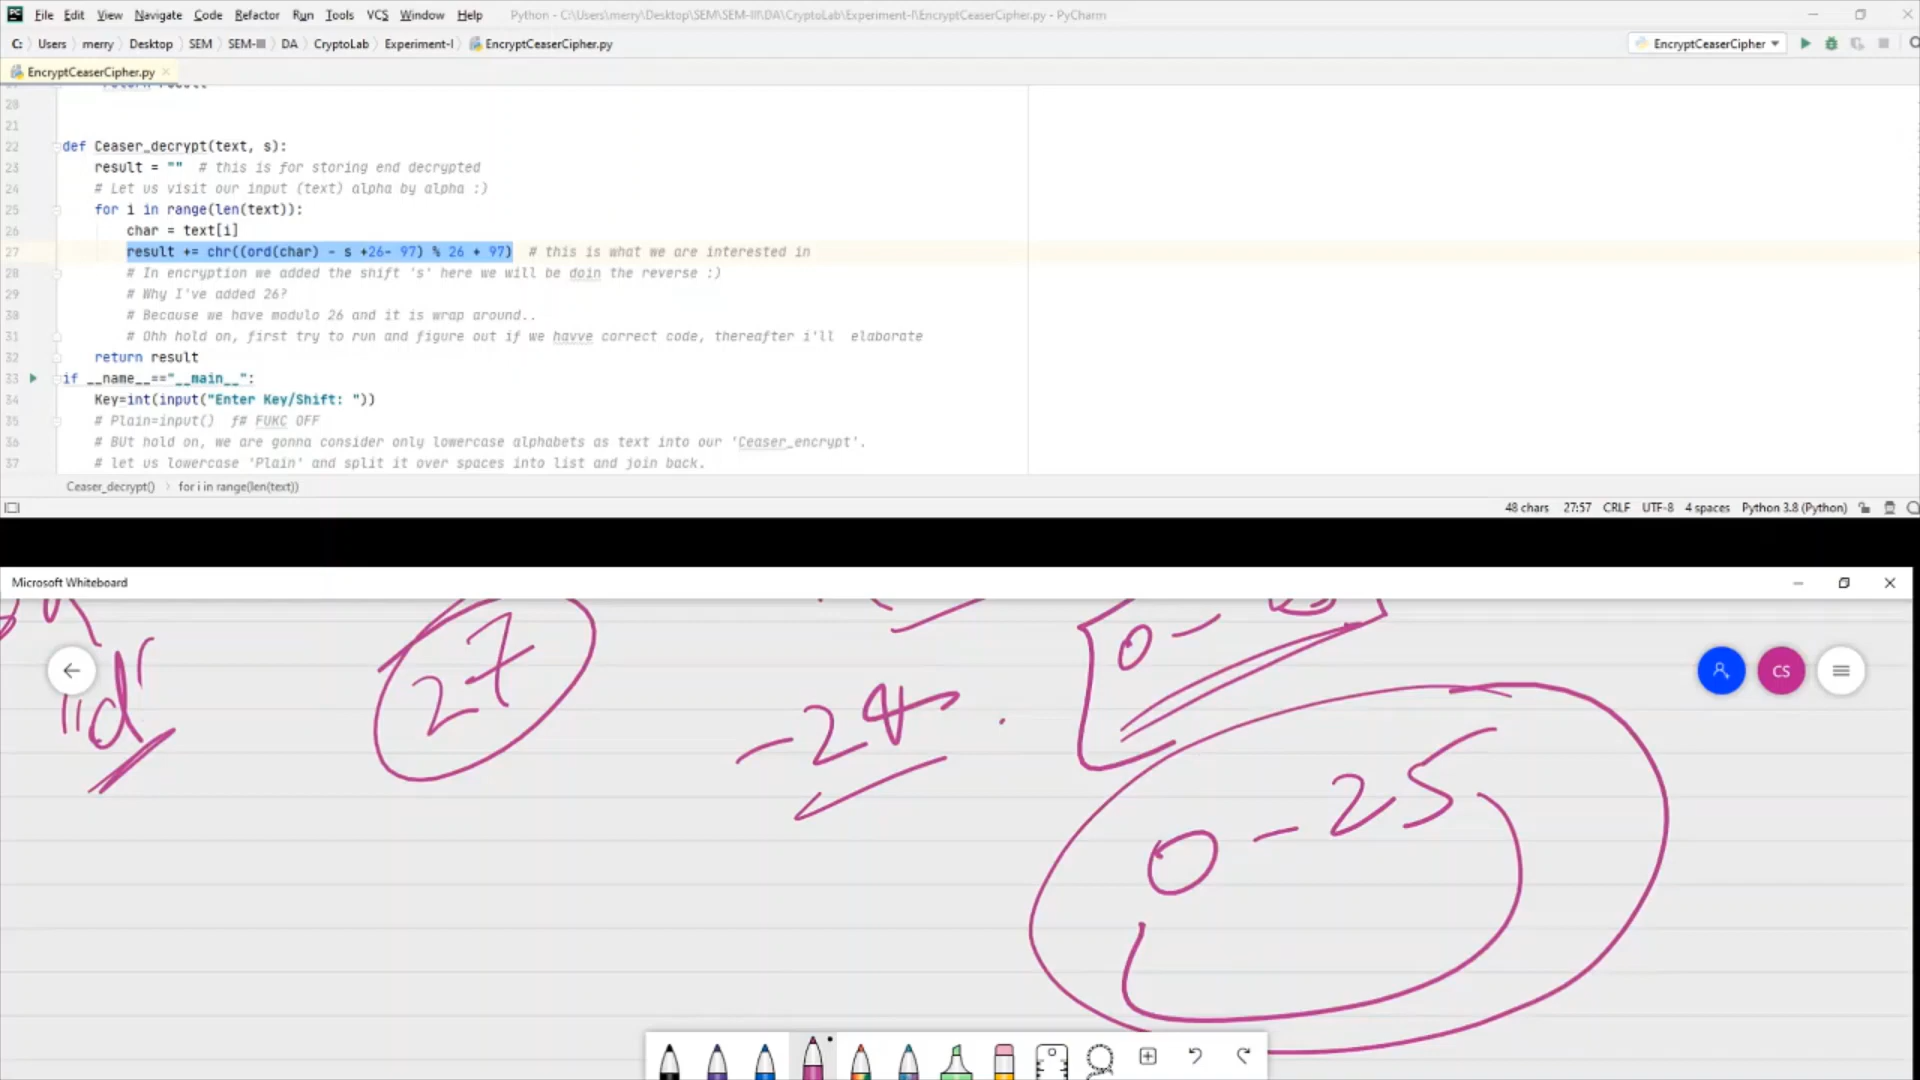 File Edit View Navigate Code Refactor Run Tools VCS Window Help Python - C:\Users\merry\Desktop\SEM\SEM-III\DA\CryptoLab\Experiment-I\EncryptCeaserCipher.py - PyCharm
C: Users merry Desktop SEM SEM-III DA CryptoLab Experiment-I EncryptCeaserCipher.py EncryptCeaserCipher
EncryptCeaserCipher.py
return result
20
21
22 def Ceaser_decrypt(text, s):
23 result = "" # this is for storing end decrypted
24 # Let us visit our input (text) alpha by alpha :)
25 for i in range(len(text)):
26 char = text[i]
27 result += chr((ord(char) - s +26- 97) % 26 + 97) # this is what we are interested in
28 # In encryption we added the shift 's' here we will be doin the reverse :)
29 # Why I've added 26?
30 # Because we have modulo 26 and it is wrap around..
31 # Ohh hold on, first try to run and figure out if we havve correct code, thereafter i'll elaborate
32 return result
33 if __name__=="__main__":
34 Key=int(input("Enter Key/Shift: "))
35 # Plain=input() f# FUKC OFF
36 # BUt hold on, we are gonna consider only lowercase alphabets as text into our 'Ceaser_encrypt'.
37 # let us lowercase 'Plain' and split it over spaces into list and join back.
Ceaser_decrypt() for i in range(len(text))
48 chars 27:57 CRLF UTF-8 4 spaces Python 3.8 (Python)
Microsoft Whiteboard
27
0 -
CS
"d"
-24
0 - 25